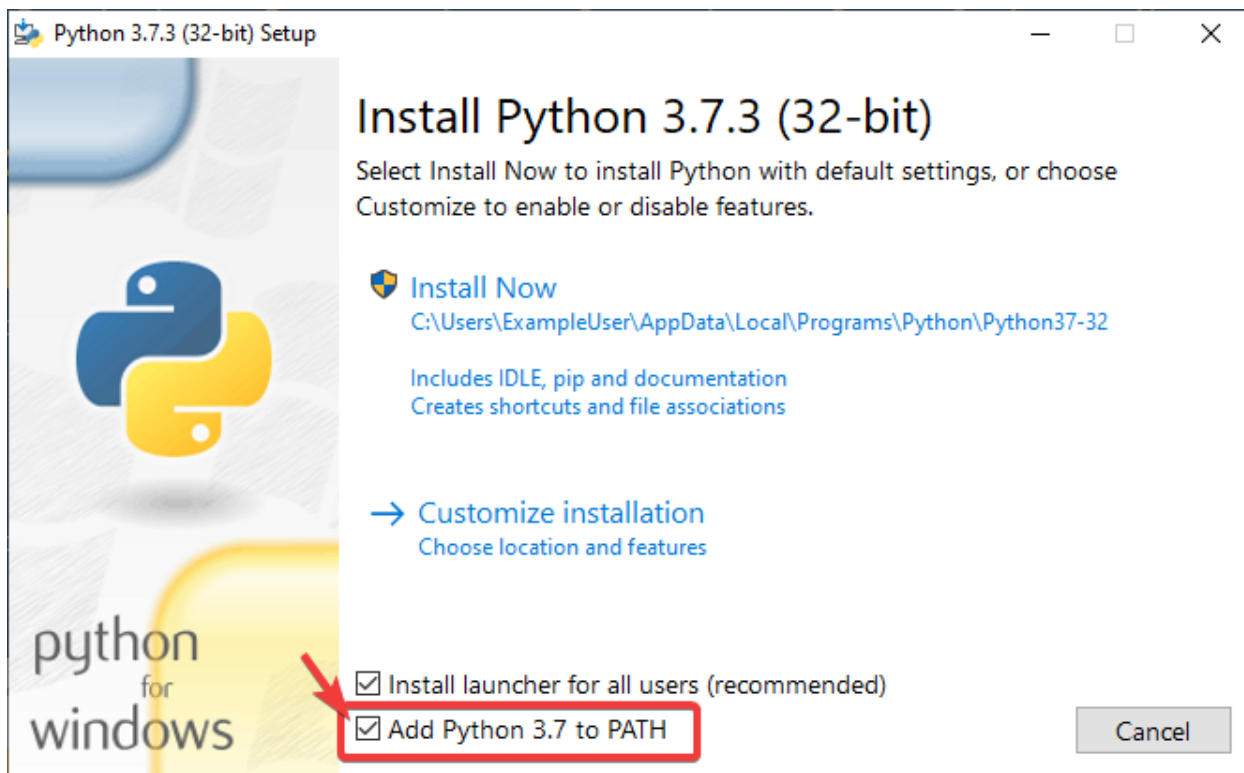 Python 3.7.3 (32-bit) Setup
Install Python 3.7.3 (32-bit)
Select Install Now to install Python with default settings, or choose
Customize to enable or disable features.
Install Now
C:\Users\ExampleUser\AppData\Local\Programs\Python\Python37-32
Includes IDLE, pip and documentation
Creates shortcuts and file associations
Customize installation
Choose location and features
python
for
windows
Install launcher for all users (recommended)
Add Python 3.7 to PATH
Cancel